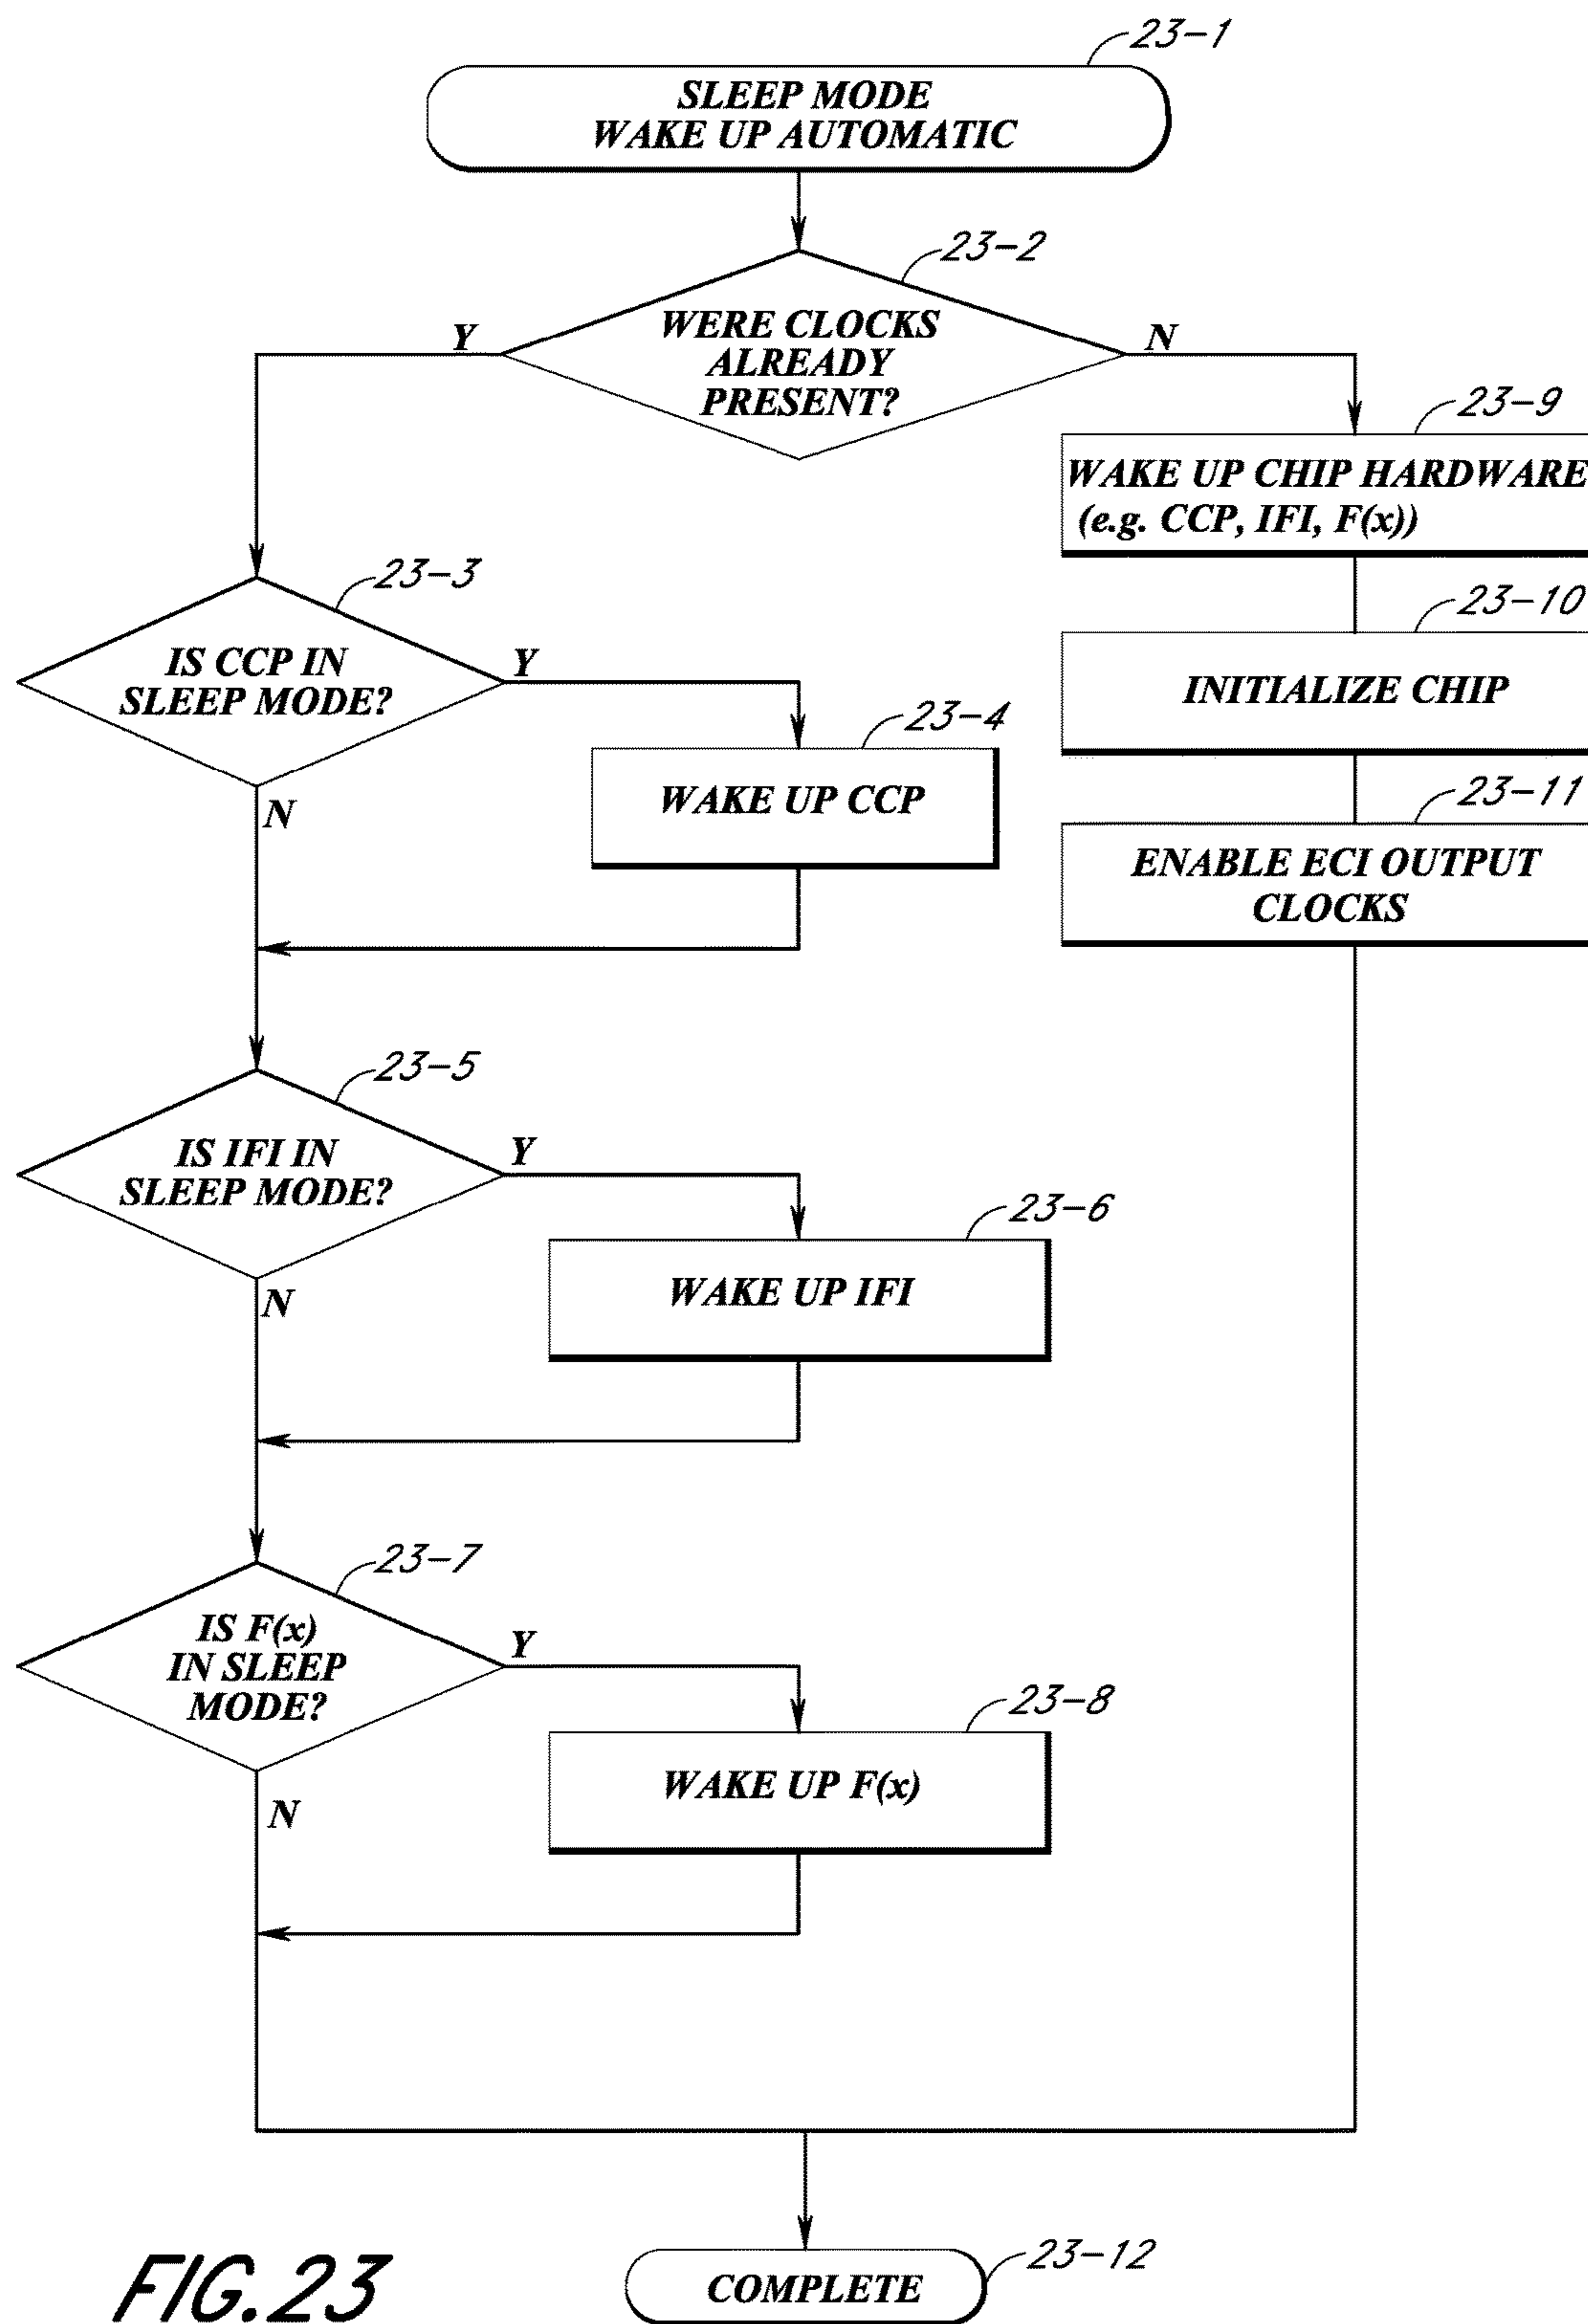 23-1
SLEEP MODE
WAKE UP AUTOMATIC
23-2
WERE CLOCKS
ALREADY
PRESENT?
Y
N
23-9
WAKE UP CHIP HARDWARE
(e.g. CCP, IFI, F(x))
23-3
IS CCP IN
SLEEP MODE?
Y
N
23-10
INITIALIZE CHIP
23-4
WAKE UP CCP
23-11
ENABLE ECI OUTPUT
CLOCKS
23-5
IS IFI IN
SLEEP MODE?
Y
N
23-6
WAKE UP IFI
23-7
IS F(x)
IN SLEEP
MODE?
Y
N
23-8
WAKE UP F(x)
23-12
COMPLETE
FIG.23